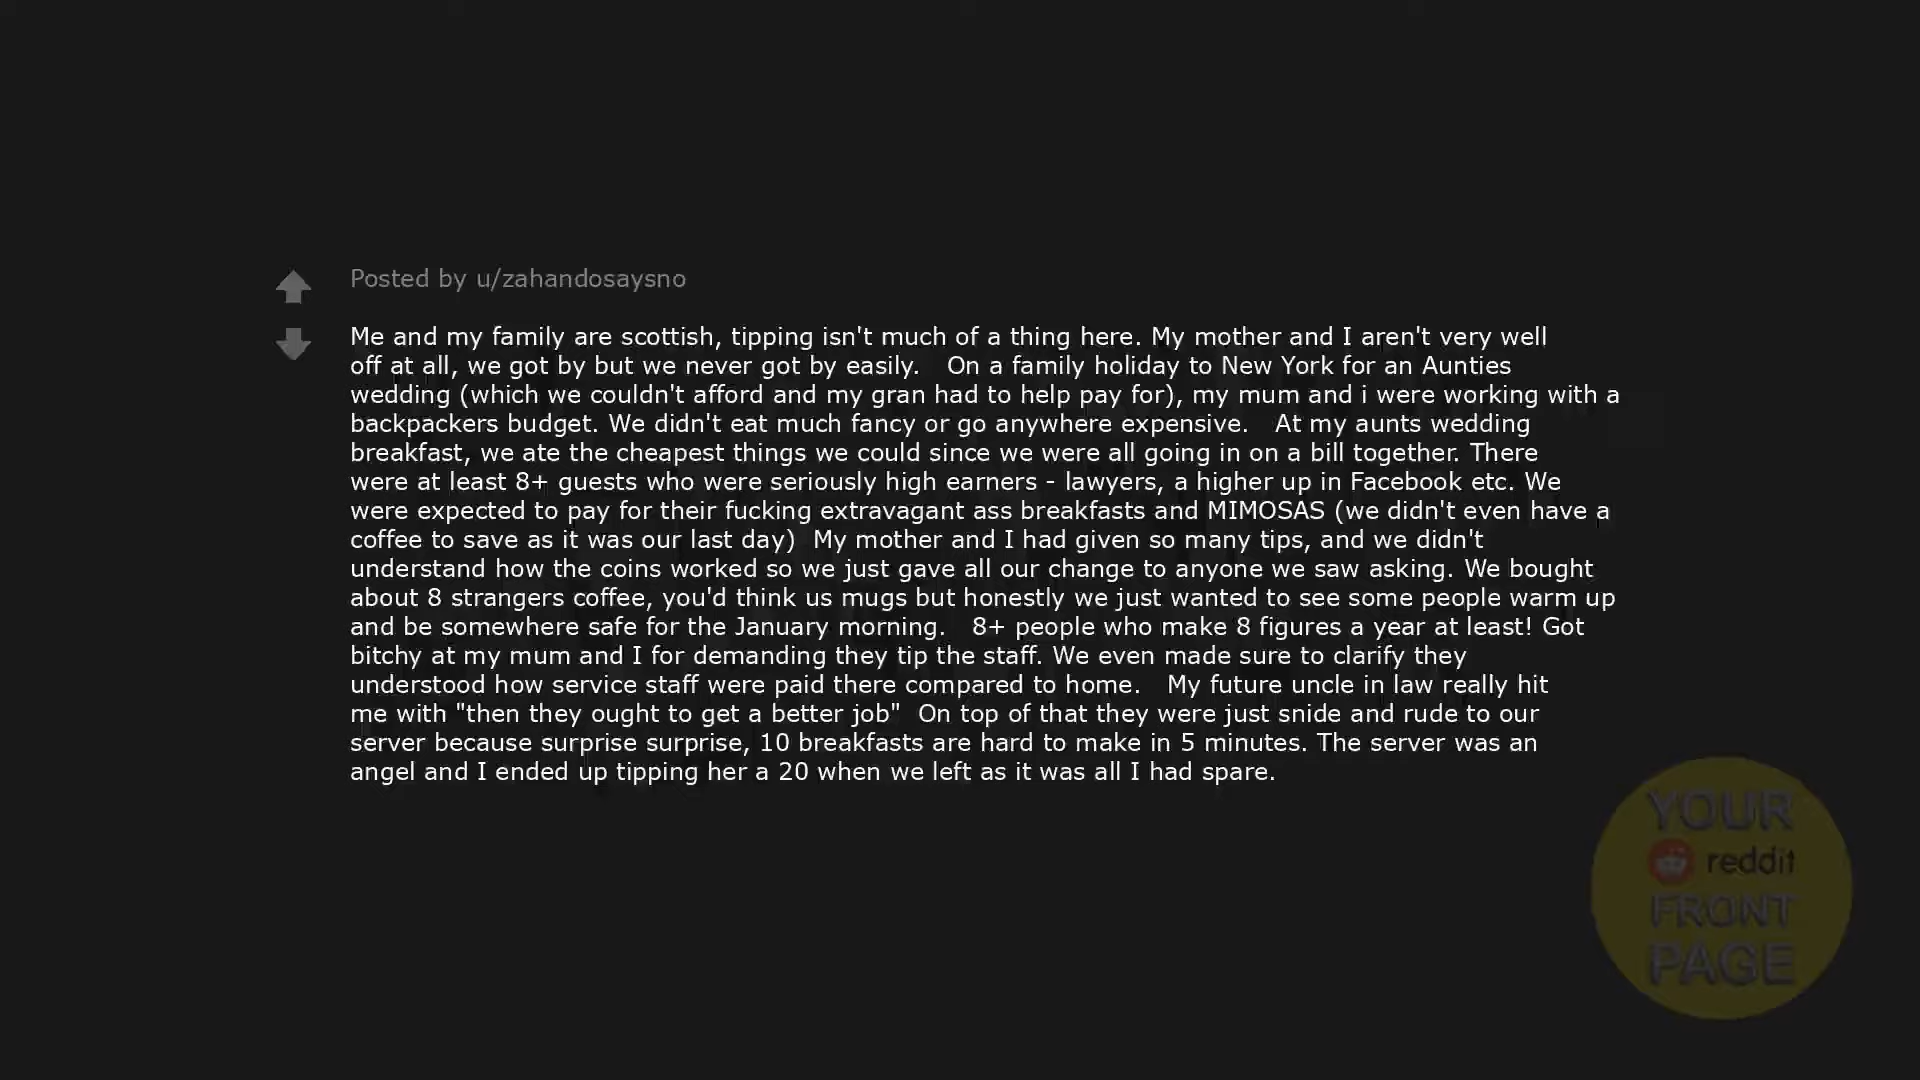 Posted by u/zahandosaysno
Me and my family are scottish, tipping isn't much of a thing here. My mother and I aren't very well
off at all, we got by but we never got by easily.   On a family holiday to New York for an Aunties
wedding (which we couldn't afford and my gran had to help pay for), my mum and i were working with a
backpackers budget. We didn't eat much fancy or go anywhere expensive.   At my aunts wedding
breakfast, we ate the cheapest things we could since we were all going in on a bill together. There
were at least 8+ guests who were seriously high earners - lawyers, a higher up in Facebook etc. We
were expected to pay for their fucking extravagant ass breakfasts and MIMOSAS (we didn't even have a
coffee to save as it was our last day)  My mother and I had given so many tips, and we didn't
understand how the coins worked so we just gave all our change to anyone we saw asking. We bought
about 8 strangers coffee, you'd think us mugs but honestly we just wanted to see some people warm up
and be somewhere safe for the January morning.   8+ people who make 8 figures a year at least! Got
bitchy at my mum and I for demanding they tip the staff. We even made sure to clarify they
understood how service staff were paid there compared to home.   My future uncle in law really hit
me with "then they ought to get a better job"  On top of that they were just snide and rude to our
server because surprise surprise, 10 breakfasts are hard to make in 5 minutes. The server was an
angel and I ended up tipping her a 20 when we left as it was all I had spare.
YOUR
reddit
FRONT
PAGE